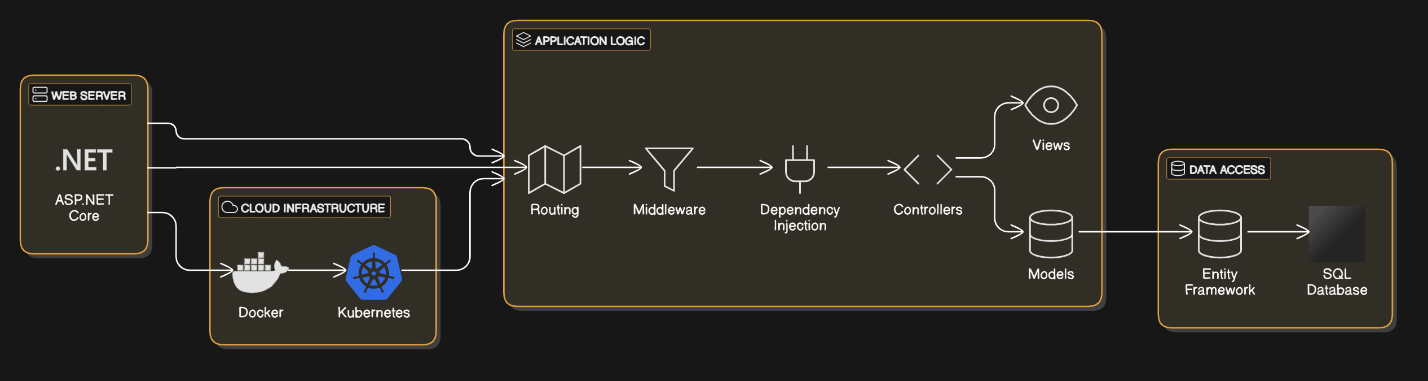 APPLICATION LOGIC
WEB SERVER
.NET
ASP.NET
Core
CLOUD INFRASTRUCTURE
Docker
Kubernetes
Routing
Middleware
Dependency
Injection
Controllers
Views
Models
DATA ACCESS
Entity
Framework
SQL
Database